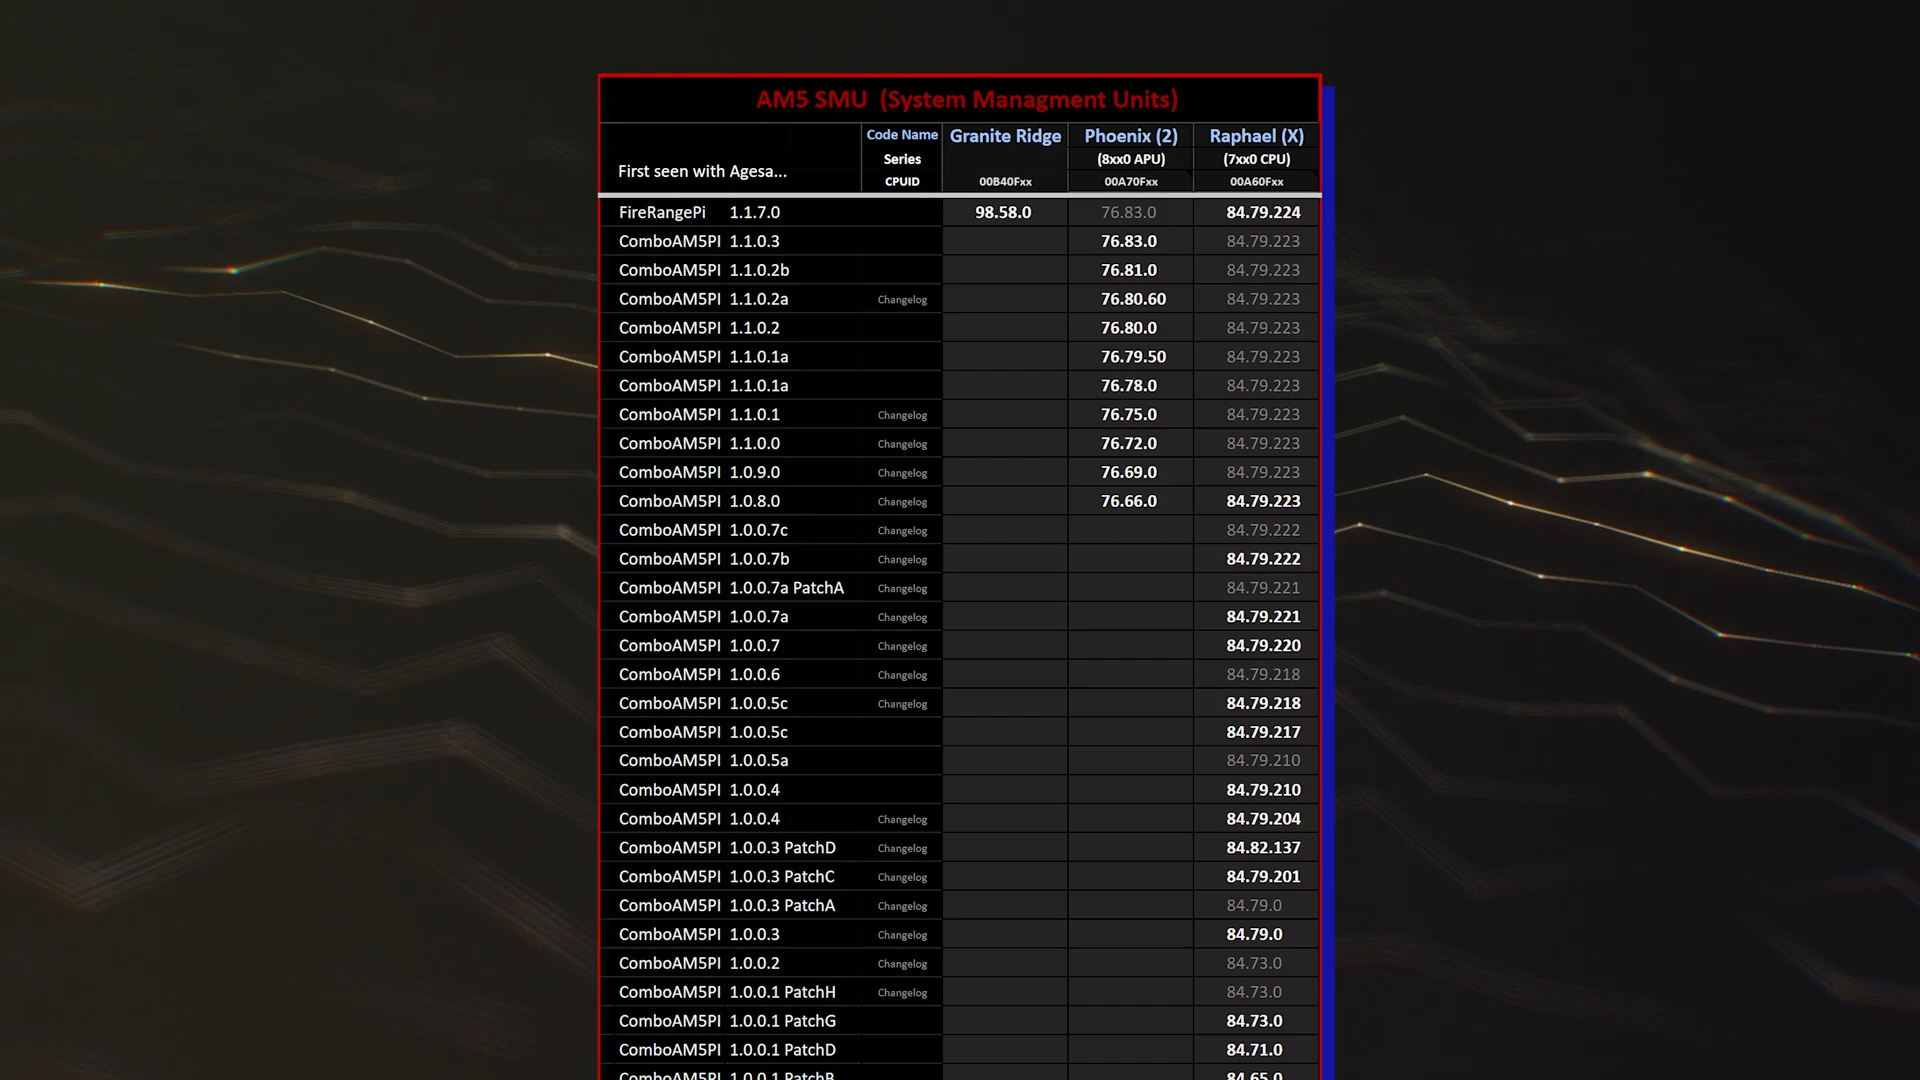 AM5 SMU (System Managment Units)
Code Name Granite Ridge Phoenix (2) Raphael (X)
Series (8xx0 APU) (7xx0 CPU)
First seen with Agesa...
CPUID 00B40Fxx 00A70Fxx 00A60Fxx
FireRangePi 1.1.7.0 98.58.0 76.83.0 84.79.224
ComboAM5PI 1.1.0.3 76.83.0 84.79.223
ComboAM5PI 1.1.0.2b 76.81.0 84.79.223
ComboAM5PI 1.1.0.2a Changelog 76.80.60 84.79.223
ComboAM5PI 1.1.0.2 76.80.0 84.79.223
ComboAM5PI 1.1.0.1a 76.79.50 84.79.223
ComboAM5PI 1.1.0.1a 76.78.0 84.79.223
ComboAM5PI 1.1.0.1 Changelog 76.75.0 84.79.223
ComboAM5PI 1.1.0.0 Changelog 76.72.0 84.79.223
ComboAM5PI 1.0.9.0 Changelog 76.69.0 84.79.223
ComboAM5PI 1.0.8.0 Changelog 76.66.0 84.79.223
ComboAM5PI 1.0.0.7c Changelog 84.79.222
ComboAM5PI 1.0.0.7b Changelog 84.79.222
ComboAM5PI 1.0.0.7a PatchA Changelog 84.79.221
ComboAM5PI 1.0.0.7a Changelog 84.79.221
ComboAM5PI 1.0.0.7 Changelog 84.79.220
ComboAM5PI 1.0.0.6 Changelog 84.79.218
ComboAM5PI 1.0.0.5c Changelog 84.79.218
ComboAM5PI 1.0.0.5c 84.79.217
ComboAM5PI 1.0.0.5a 84.79.210
ComboAM5PI 1.0.0.4 84.79.210
ComboAM5PI 1.0.0.4 Changelog 84.79.204
ComboAM5PI 1.0.0.3 PatchD Changelog 84.82.137
ComboAM5PI 1.0.0.3 PatchC Changelog 84.79.201
ComboAM5PI 1.0.0.3 PatchA Changelog 84.79.0
ComboAM5PI 1.0.0.3 Changelog 84.79.0
ComboAM5PI 1.0.0.2 Changelog 84.73.0
ComboAM5PI 1.0.0.1 PatchH Changelog 84.73.0
ComboAM5PI 1.0.0.1 PatchG 84.73.0
ComboAM5PI 1.0.0.1 PatchD 84.71.0
ComboAM5PI 1.0.0.1 PatchB 84.65.0